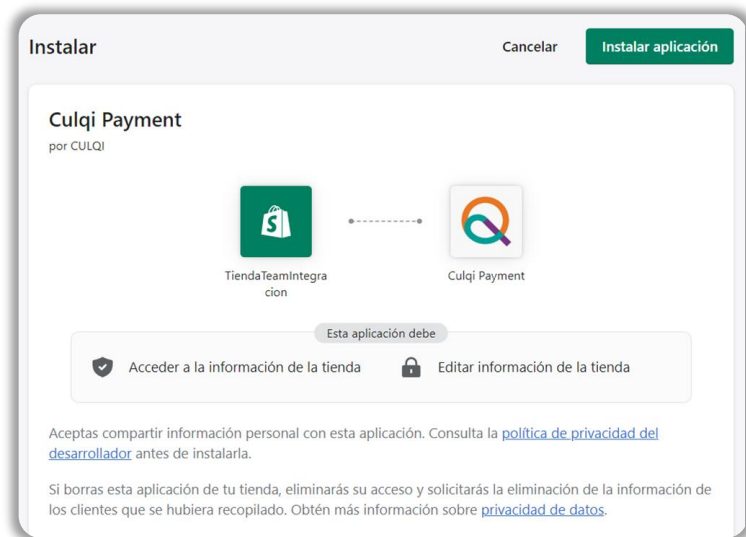 Instalar
Cancelar
Instalar aplicación
Culqi Payment
por CULQI
TiendaTeamIntegra
cion
Culqi Payment
Esta aplicación debe
Acceder a la información de la tienda
Editar información de la tienda
Aceptas compartir información personal con esta aplicación. Consulta la política de privacidad del
desarrollador antes de instalarla.
Si borras esta aplicación de tu tienda, eliminarás su acceso y solicitarás la eliminación de la información de
los clientes que se hubiera recopilado. Obtén más información sobre privacidad de datos.